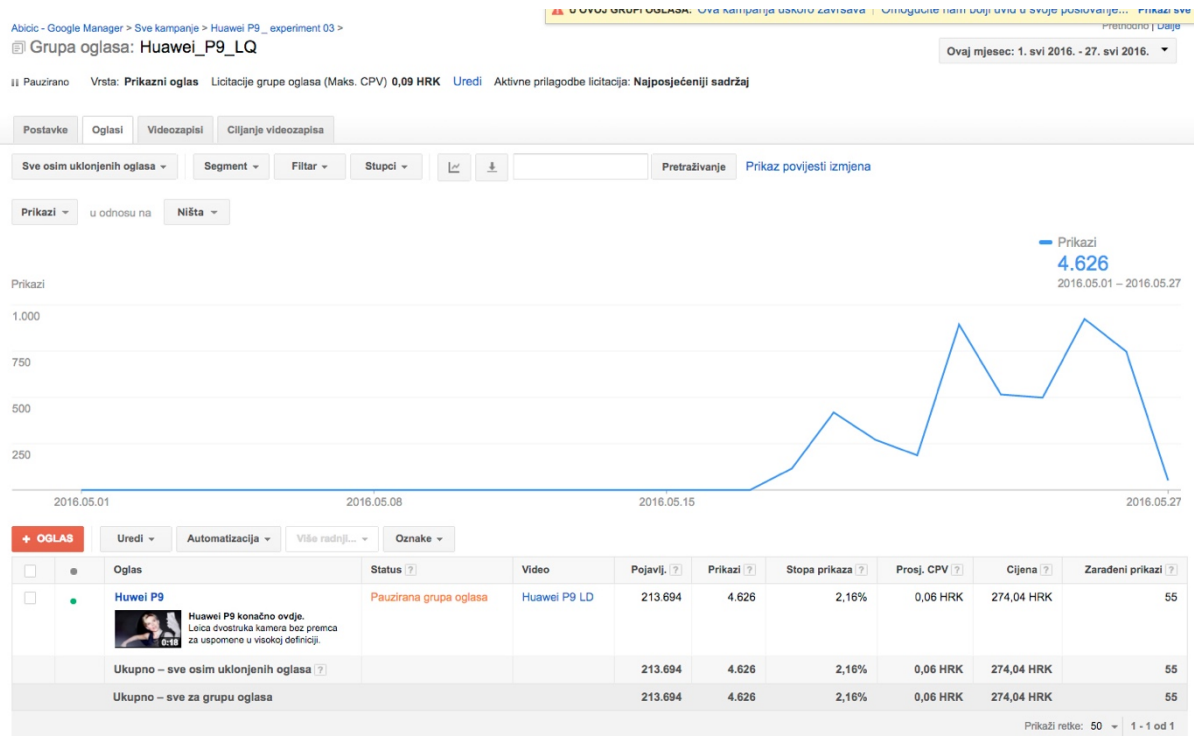 U OVOJ GRUPI OGLASA: Ova kampanja uskoro završava | Omogućite nam bolji uvid u svoje poslovanje... Prikaži sve
Abicic - Google Manager > Sve kampanje > Huawei P9 _ experiment 03 >
Prethodno | Dalje
Grupa oglasa: Huawei_P9_LQ
Ovaj mjesec: 1. svi 2016. - 27. svi 2016.
Pauzirano Vrsta: Prikazni oglas Licitacije grupe oglasa (Maks. CPV) 0,09 HRK Uredi Aktivne prilagodbe licitacija: Najposjećeniji sadržaj
Postavke Oglasi Videozapisi Ciljanje videozapisa
Sve osim uklonjenih oglasa Segment Filtar Stupci Pretraživanje Prikaz povijesti izmjena
Prikazi u odnosu na Ništa
Prikazi
4.626
2016.05.01 – 2016.05.27
Prikazi
1.000
750
500
250
2016.05.01 2016.05.08 2016.05.15 2016.05.27
+ OGLAS Uredi Automatizacija Više radnji... Oznake
Oglas Status ? Video Pojavlj. ? Prikazi ? Stopa prikaza ? Prosj. CPV ? Cijena ? Zarađeni prikazi ?
Huwei P9 Pauzirana grupa oglasa Huawei P9 LD 213.694 4.626 2,16% 0,06 HRK 274,04 HRK 55
Huawei P9 konačno ovdje.
Leica dvostruka kamera bez premca
0:18 za uspomene u visokoj definiciji.
Ukupno – sve osim uklonjenih oglasa ? 213.694 4.626 2,16% 0,06 HRK 274,04 HRK 55
Ukupno – sve za grupu oglasa 213.694 4.626 2,16% 0,06 HRK 274,04 HRK 55
Prikaži retke: 50 1 - 1 od 1